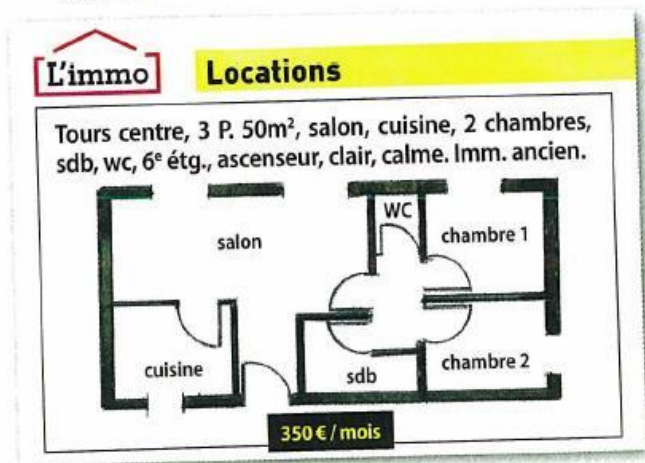 L'immo
Locations
Tours centre, 3 P. 50m², salon, cuisine, 2 chambres,
sdb, wc, 6e étg., ascenseur, clair, calme. Imm. ancien.
WC
salon
chambre 1
cuisine
sdb
chambre 2
350 € / mois